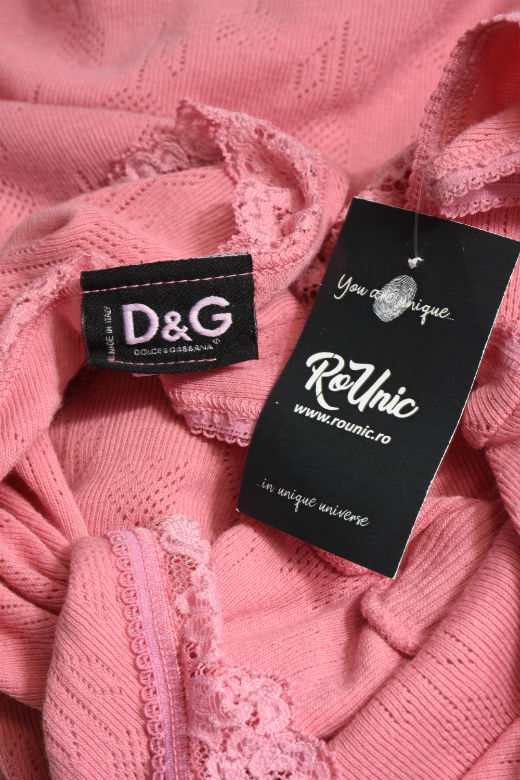 MADE IN ITALY
D&G
DOLCE & GABBANA
You are unique...
RoUnic
www.rounic.ro
...in unique universe